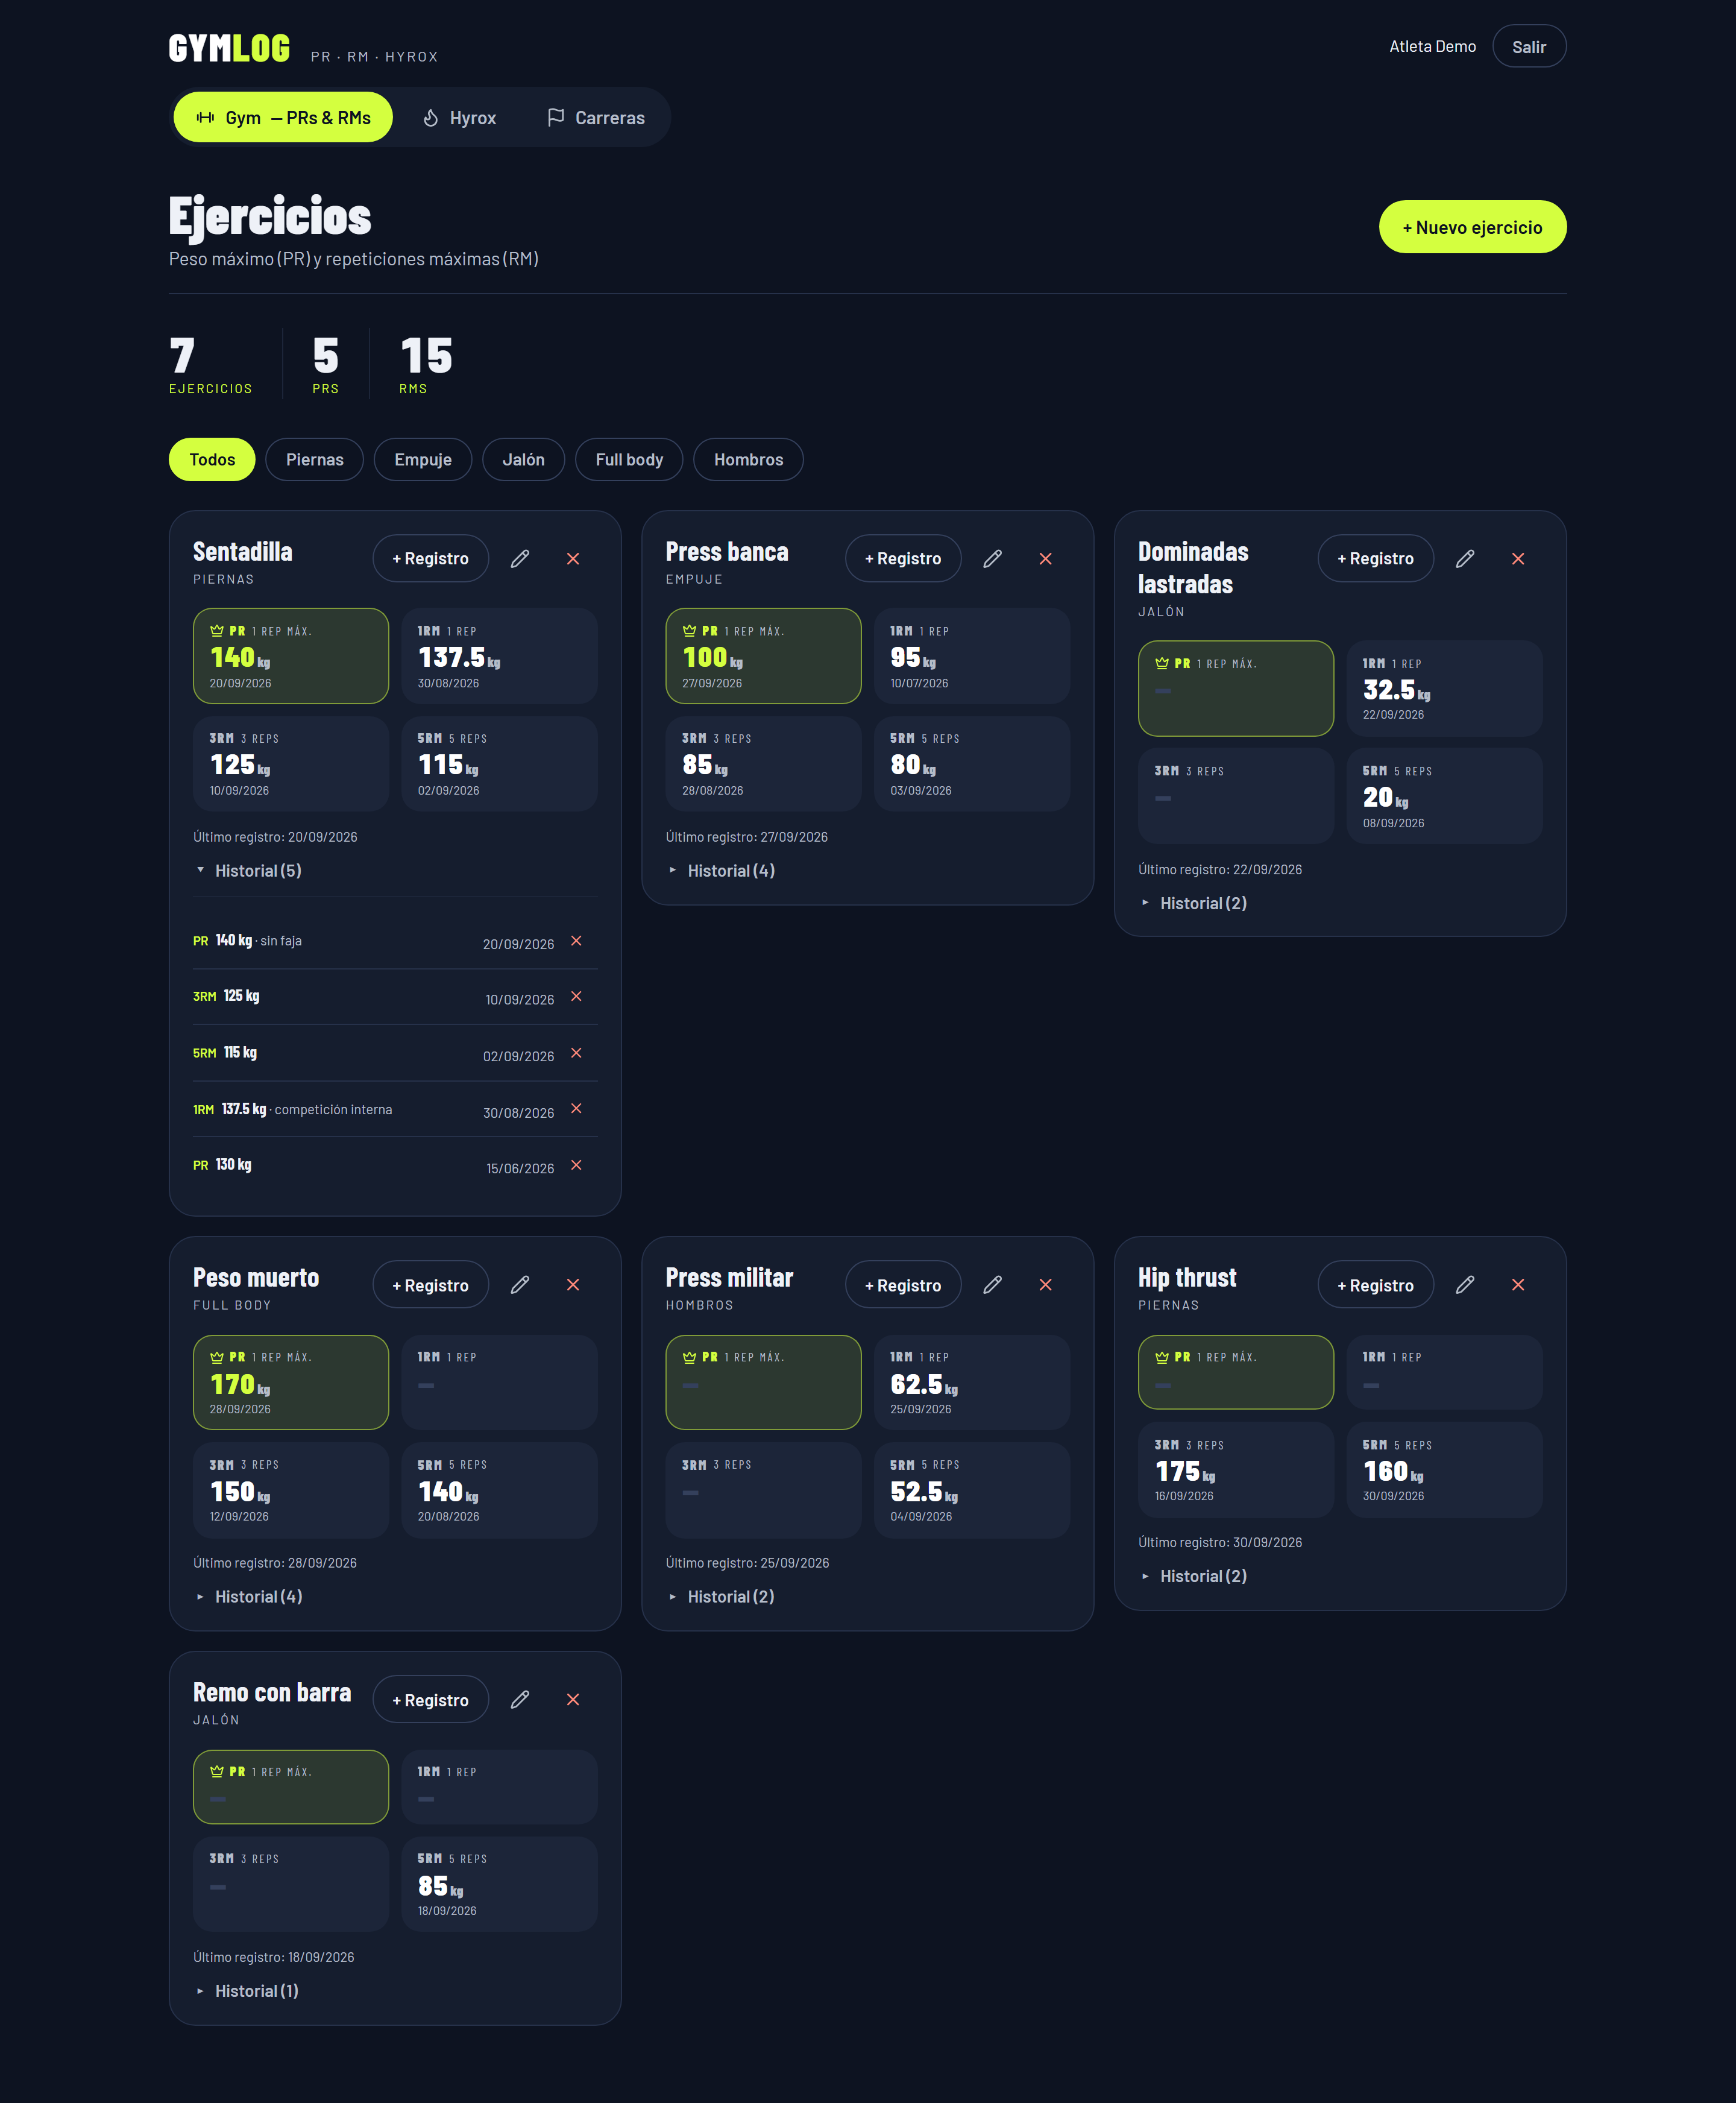 GYMLOG PR · RM · HYROX
Atleta Demo Salir
Gym — PRs & RMs Hyrox Carreras
Ejercicios
Peso máximo (PR) y repeticiones máximas (RM)
+ Nuevo ejercicio
7 5 15
EJERCICIOS PRS RMS
Todos Piernas Empuje Jalón Full body Hombros
Sentadilla
PIERNAS
+ Registro
PR 1 REP MÁX.
140 kg
20/09/2026
1RM 1 REP
137.5 kg
30/08/2026
3RM 3 REPS
125 kg
10/09/2026
5RM 5 REPS
115 kg
02/09/2026
Último registro: 20/09/2026
Historial (5)
PR 140 kg · sin faja 20/09/2026
3RM 125 kg 10/09/2026
5RM 115 kg 02/09/2026
1RM 137.5 kg · competición interna 30/08/2026
PR 130 kg 15/06/2026
Press banca
EMPUJE
+ Registro
PR 1 REP MÁX.
100 kg
27/09/2026
1RM 1 REP
95 kg
10/07/2026
3RM 3 REPS
85 kg
28/08/2026
5RM 5 REPS
80 kg
03/09/2026
Último registro: 27/09/2026
Historial (4)
Dominadas
lastradas
JALÓN
+ Registro
PR 1 REP MÁX.
—
1RM 1 REP
32.5 kg
22/09/2026
3RM 3 REPS
—
5RM 5 REPS
20 kg
08/09/2026
Último registro: 22/09/2026
Historial (2)
Peso muerto
FULL BODY
+ Registro
PR 1 REP MÁX.
170 kg
28/09/2026
1RM 1 REP
—
3RM 3 REPS
150 kg
12/09/2026
5RM 5 REPS
140 kg
20/08/2026
Último registro: 28/09/2026
Historial (4)
Press militar
HOMBROS
+ Registro
PR 1 REP MÁX.
—
1RM 1 REP
62.5 kg
25/09/2026
3RM 3 REPS
—
5RM 5 REPS
52.5 kg
04/09/2026
Último registro: 25/09/2026
Historial (2)
Hip thrust
PIERNAS
+ Registro
PR 1 REP MÁX.
—
1RM 1 REP
—
3RM 3 REPS
175 kg
16/09/2026
5RM 5 REPS
160 kg
30/09/2026
Último registro: 30/09/2026
Historial (2)
Remo con barra
JALÓN
+ Registro
PR 1 REP MÁX.
—
1RM 1 REP
—
3RM 3 REPS
—
5RM 5 REPS
85 kg
18/09/2026
Último registro: 18/09/2026
Historial (1)